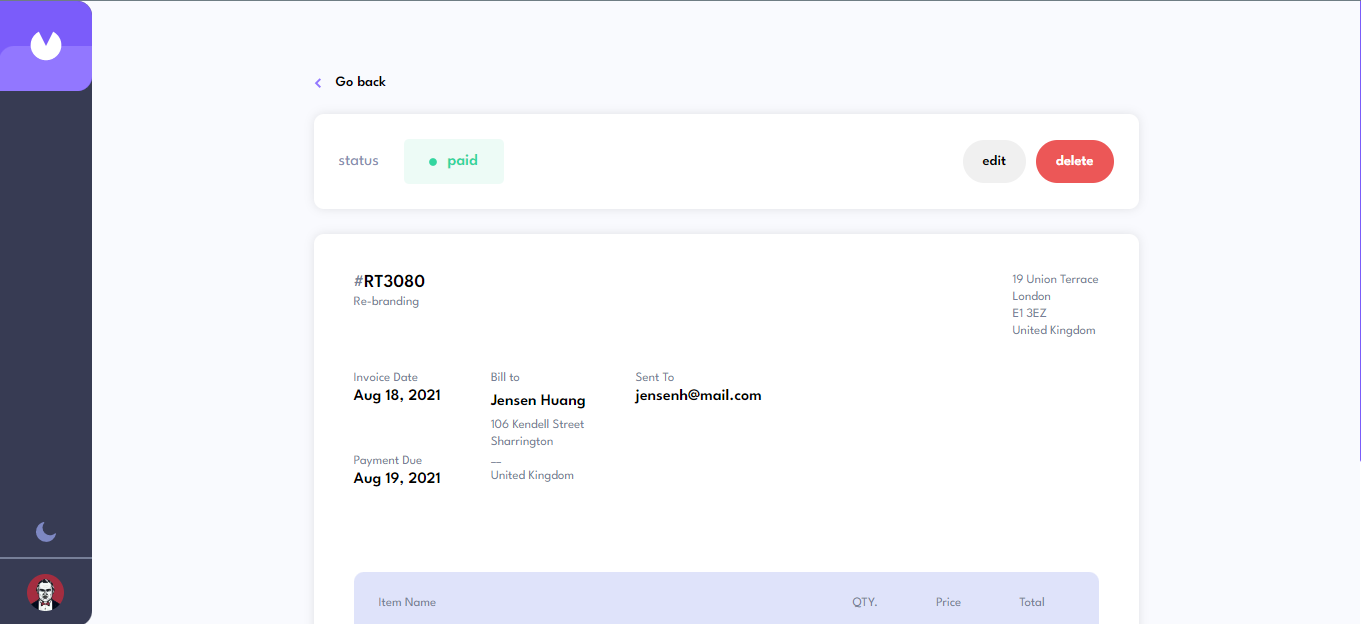 Go back
status
paid
edit
delete
#RT3080
Re-branding
19 Union Terrace
London
E1 3EZ
United Kingdom
Invoice Date
Aug 18, 2021
Payment Due
Aug 19, 2021
Bill to
Jensen Huang
106 Kendell Street
Sharrington
__
United Kingdom
Sent To
jensenh@mail.com
Item Name QTY. Price Total